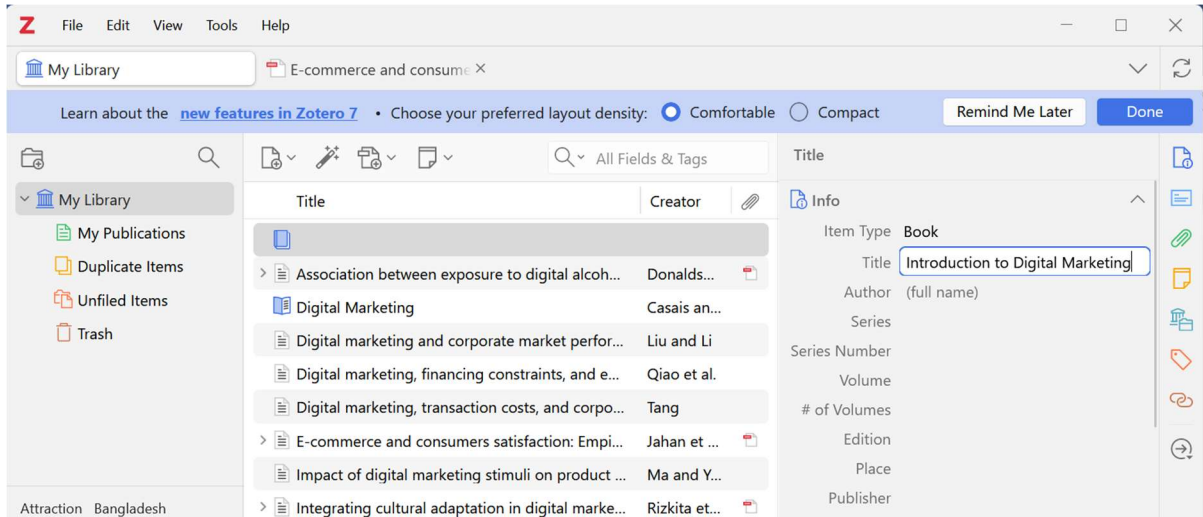 Z File Edit View Tools Help
My Library E-commerce and consume
Learn about the new features in Zotero 7 • Choose your preferred layout density: Comfortable Compact Remind Me Later Done
All Fields & Tags
Title
My Library
My Publications
Duplicate Items
Unfiled Items
Trash
Attraction Bangladesh
Title Creator
Association between exposure to digital alcoh... Donalds...
Digital Marketing Casais an...
Digital marketing and corporate market perfor... Liu and Li
Digital marketing, financing constraints, and e... Qiao et al.
Digital marketing, transaction costs, and corpo... Tang
E-commerce and consumers satisfaction: Empi... Jahan et ...
Impact of digital marketing stimuli on product ... Ma and Y...
Integrating cultural adaptation in digital marke... Rizkita et...
Info
Item Type Book
Title Introduction to Digital Marketing
Author (full name)
Series
Series Number
Volume
# of Volumes
Edition
Place
Publisher